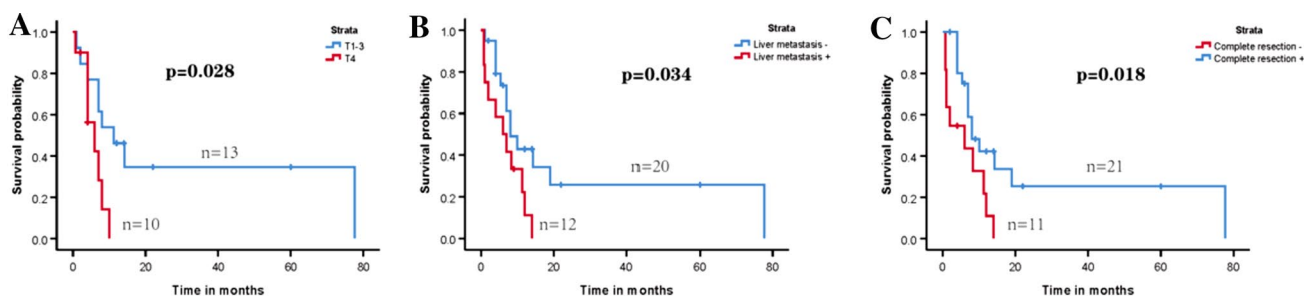 A
Survival probability
1.0
0.8
0.6
0.4
0.2
0.0
Strata
T1-3
T4
p=0.028
n=13
n=10
0 20 40 60 80
Time in months
B
Survival probability
1.0
0.8
0.6
0.4
0.2
0.0
Strata
Liver metastasis -
Liver metastasis +
p=0.034
n=20
n=12
0 20 40 60 80
Time in months
C
Survival probability
1.0
0.8
0.6
0.4
0.2
0.0
Strata
Complete resection -
Complete resection +
p=0.018
n=21
n=11
0 20 40 60 80
Time in months